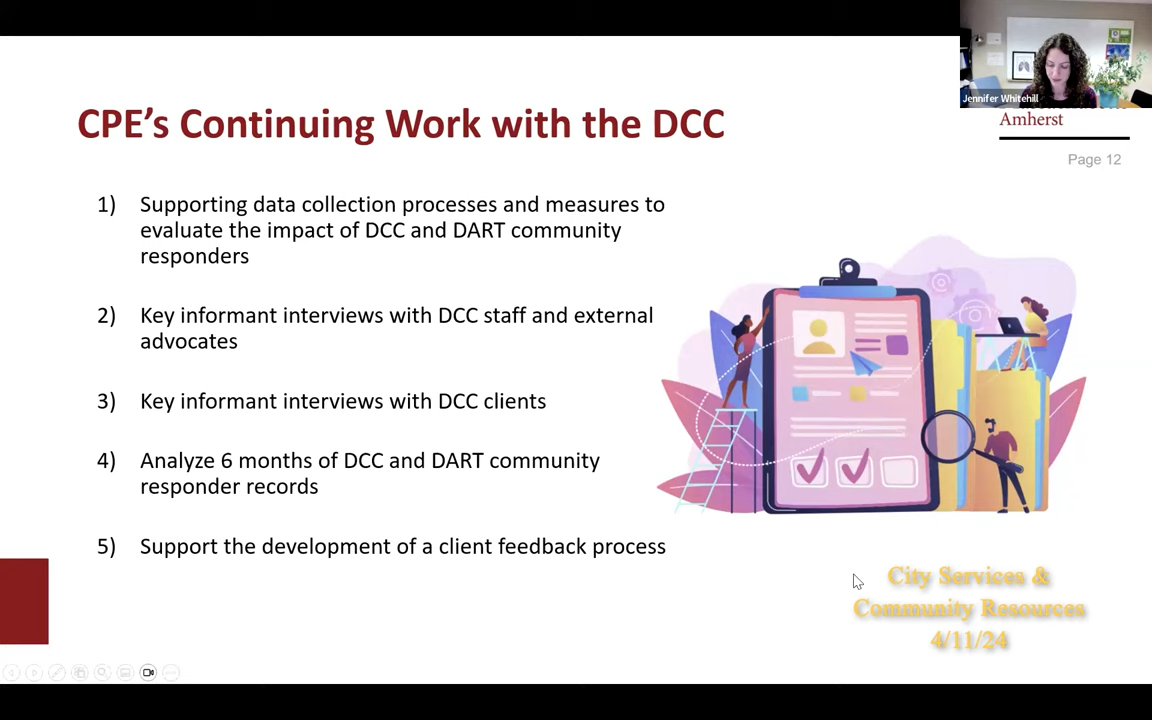 Jennifer Whitehill
CPE’s Continuing Work with the DCC
Amherst
Page 12
1) Supporting data collection processes and measures to
evaluate the impact of DCC and DART community
responders
2) Key informant interviews with DCC staff and external
advocates
3) Key informant interviews with DCC clients
4) Analyze 6 months of DCC and DART community
responder records
5) Support the development of a client feedback process
City Services &
Community Resources
4/11/24